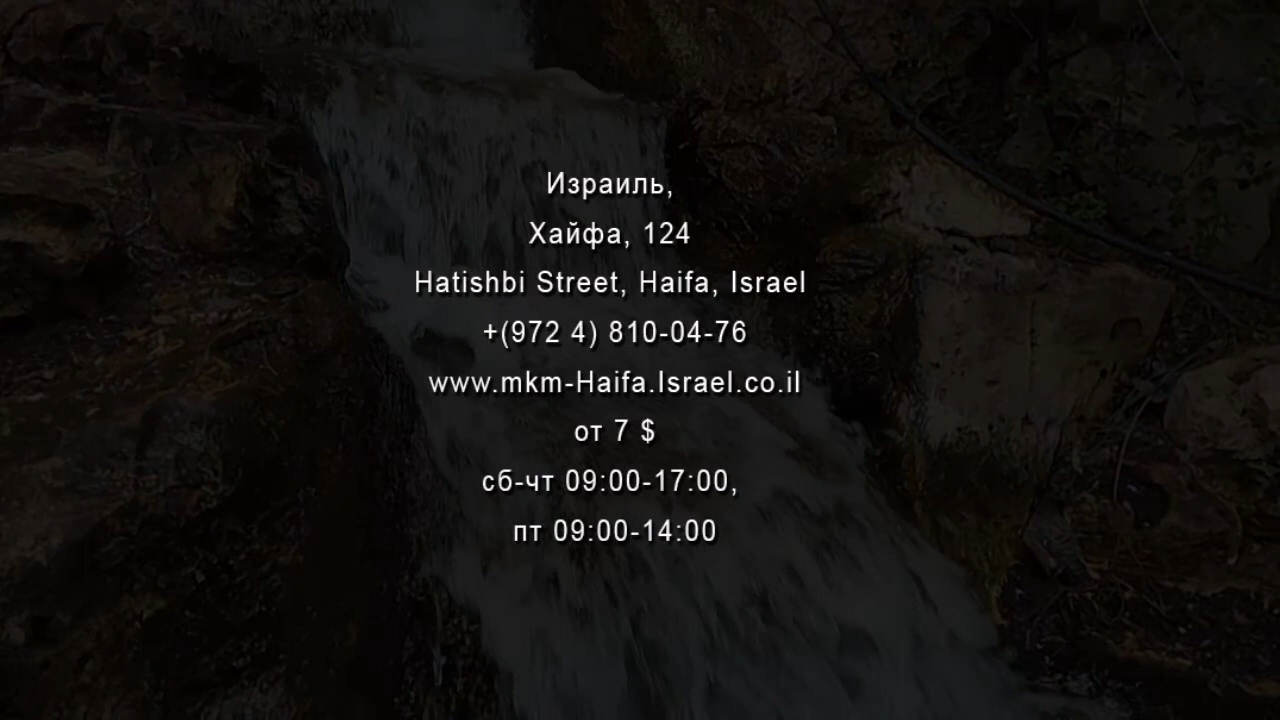 Израиль,
Хайфа, 124
Hatishbi Street, Haifa, Israel
+(972 4) 810-04-76
www.mkm-Haifa.Israel.co.il
от 7 $
сб-чт 09:00-17:00,
пт 09:00-14:00